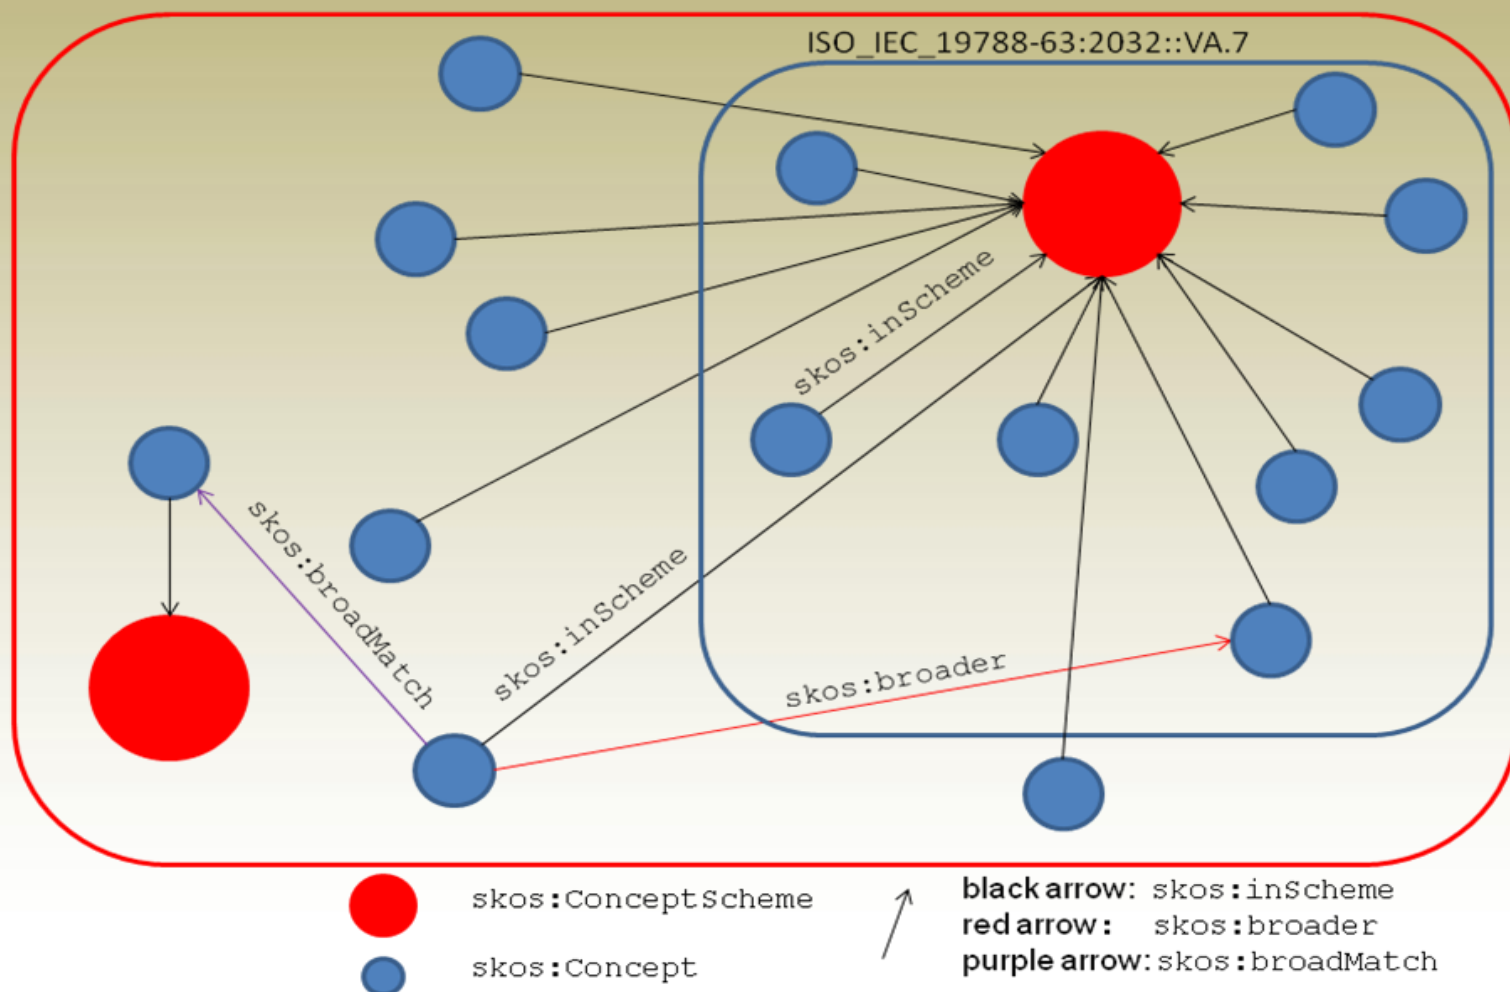 ISO_IEC_19788-63:2032::VA.7
skos:inScheme
skos:broadMatch
skos:inScheme
skos:broader
skos:ConceptScheme
skos:Concept
black arrow: skos:inScheme
red arrow: skos:broader
purple arrow: skos:broadMatch